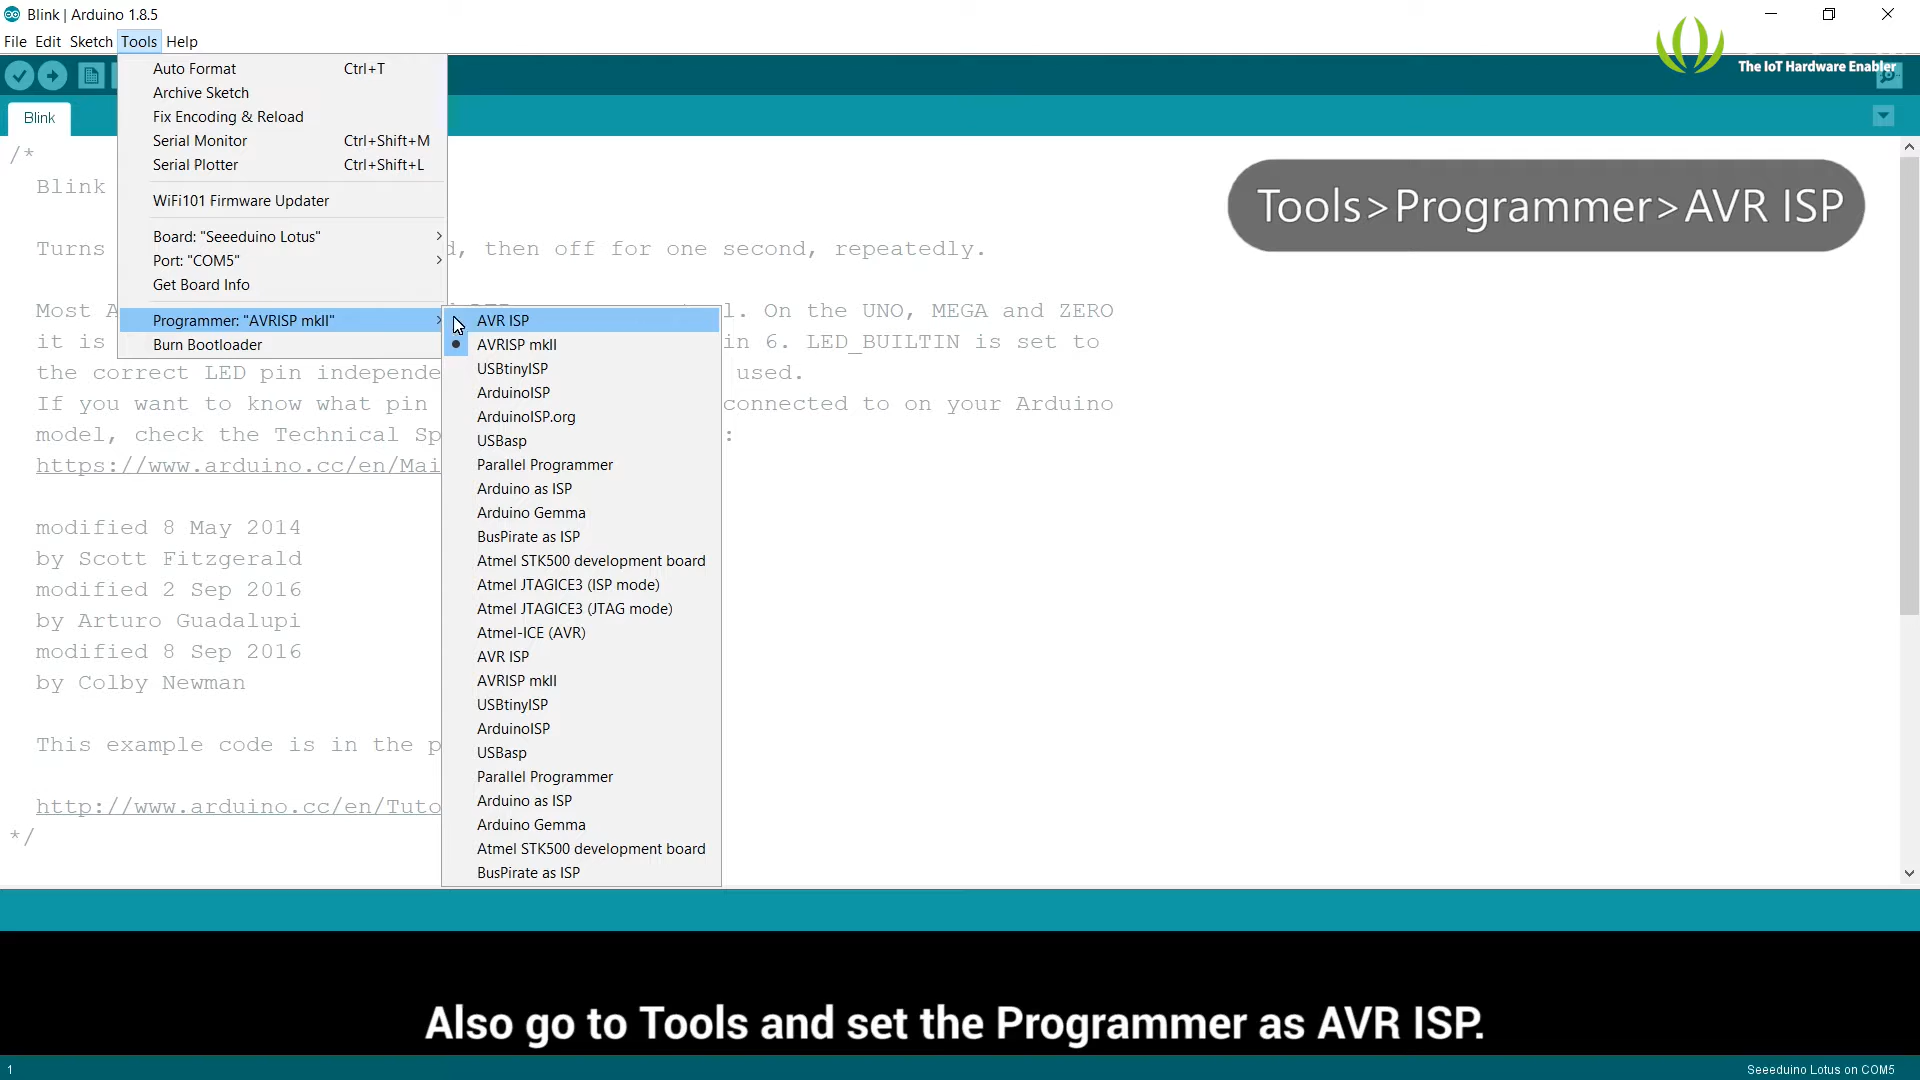 Blink | Arduino 1.8.5
File Edit Sketch Tools Help
The IoT Hardware Enabler
Blink
Auto Format Ctrl+T
Archive Sketch
Fix Encoding & Reload
Serial Monitor Ctrl+Shift+M
Serial Plotter Ctrl+Shift+L
WiFi101 Firmware Updater
Board: "Seeeduino Lotus"
Port: "COM5"
Get Board Info
Programmer: "AVRISP mkII"
Burn Bootloader
AVR ISP
AVRISP mkII
USBtinyISP
ArduinoISP
ArduinoISP.org
USBasp
Parallel Programmer
Arduino as ISP
Arduino Gemma
BusPirate as ISP
Atmel STK500 development board
Atmel JTAGICE3 (ISP mode)
Atmel JTAGICE3 (JTAG mode)
Atmel-ICE (AVR)
AVR ISP
AVRISP mkII
USBtinyISP
ArduinoISP
USBasp
Parallel Programmer
Arduino as ISP
Arduino Gemma
Atmel STK500 development board
BusPirate as ISP
Tools>Programmer>AVR ISP
/*
Blink
Turns , then off for one second, repeatedly.
Most . On the UNO, MEGA and ZERO
it is in 6. LED_BUILTIN is set to
the correct LED pin independe used.
If you want to know what pin connected to on your Arduino
model, check the Technical Sp :
https://www.arduino.cc/en/Mai
modified 8 May 2014
by Scott Fitzgerald
modified 2 Sep 2016
by Arturo Guadalupi
modified 8 Sep 2016
by Colby Newman
This example code is in the p
http://www.arduino.cc/en/Tuto
*/
Also go to Tools and set the Programmer as AVR ISP.
1 Seeeduino Lotus on COM5